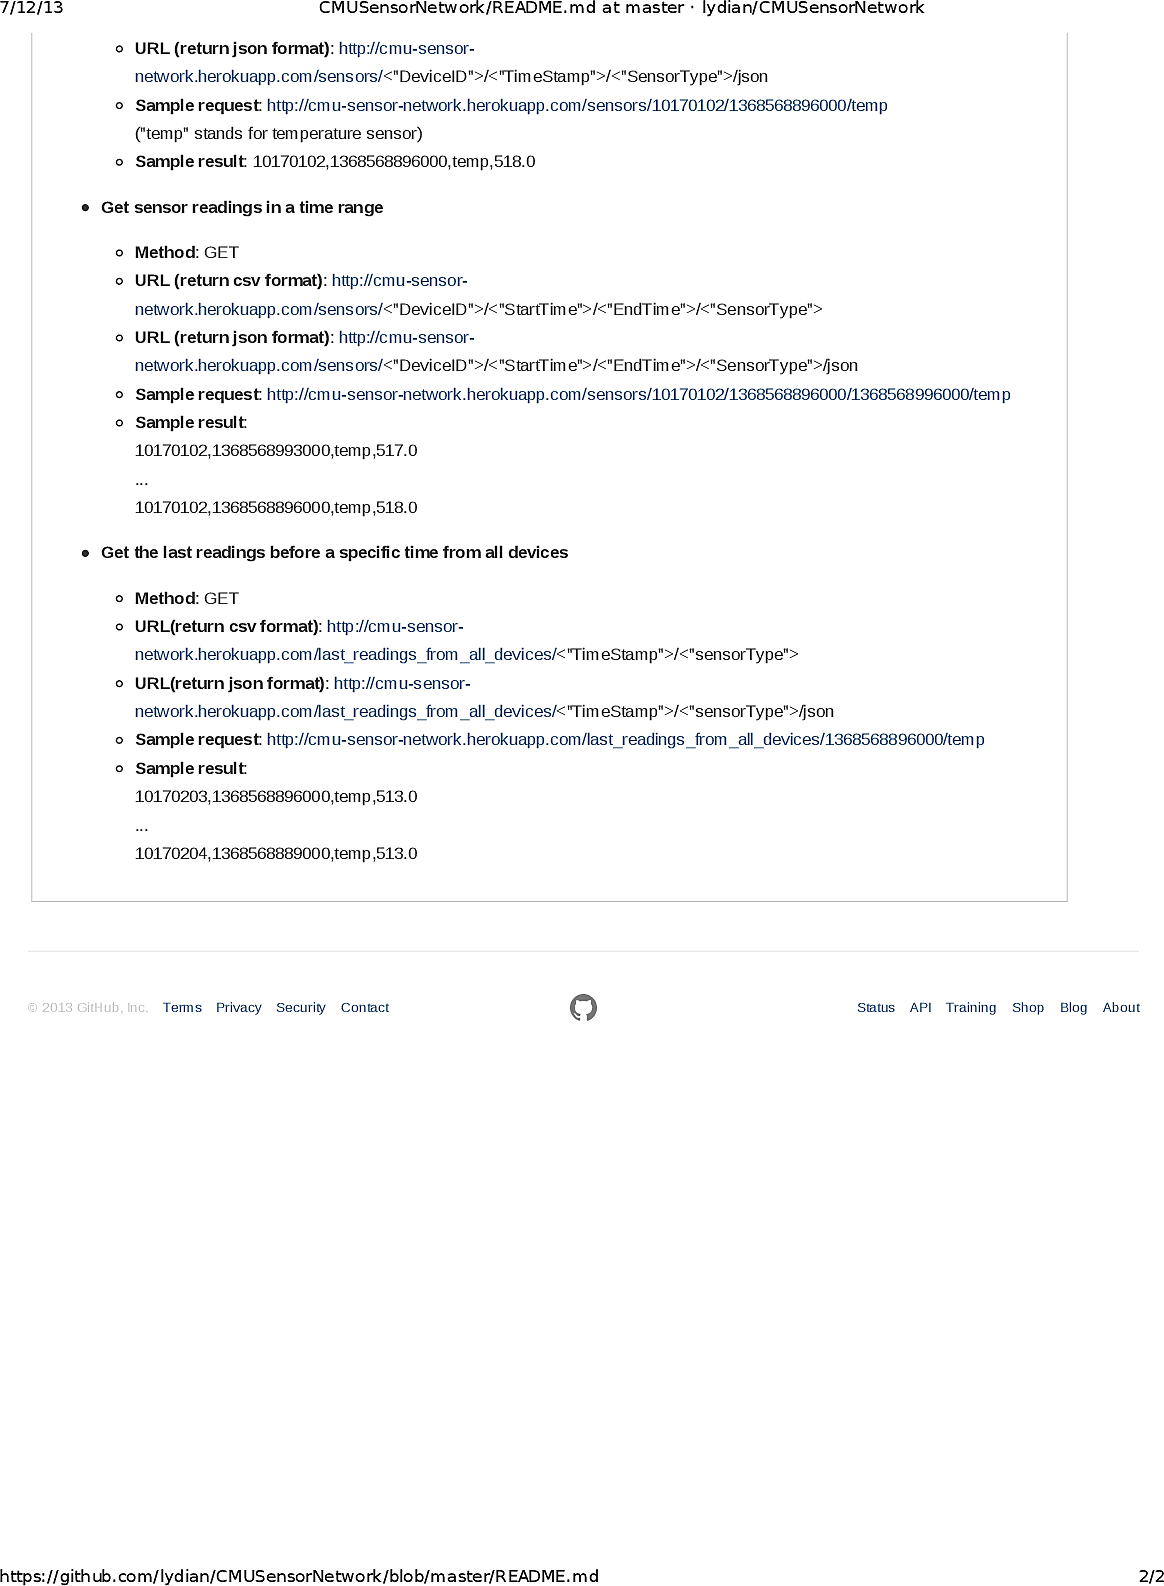 7/12/13 CMUSensorNetwork/README.md at master · lydian/CMUSensorNetwork
URL (return json format): http://cmu-sensor-
network.herokuapp.com/sensors/<"DeviceID">/<"TimeStamp">/<"SensorType">/json
Sample request: http://cmu-sensor-network.herokuapp.com/sensors/10170102/1368568896000/temp
("temp" stands for temperature sensor)
Sample result: 10170102,1368568896000,temp,518.0
Get sensor readings in a time range
Method: GET
URL (return csv format): http://cmu-sensor-
network.herokuapp.com/sensors/<"DeviceID">/<"StartTime">/<"EndTime">/<"SensorType">
URL (return json format): http://cmu-sensor-
network.herokuapp.com/sensors/<"DeviceID">/<"StartTime">/<"EndTime">/<"SensorType">/json
Sample request: http://cmu-sensor-network.herokuapp.com/sensors/10170102/1368568896000/1368568996000/temp
Sample result:
10170102,1368568993000,temp,517.0
...
10170102,1368568896000,temp,518.0
Get the last readings before a specific time from all devices
Method: GET
URL(return csv format): http://cmu-sensor-
network.herokuapp.com/last_readings_from_all_devices/<"TimeStamp">/<"sensorType">
URL(return json format): http://cmu-sensor-
network.herokuapp.com/last_readings_from_all_devices/<"TimeStamp">/<"sensorType">/json
Sample request: http://cmu-sensor-network.herokuapp.com/last_readings_from_all_devices/1368568896000/temp
Sample result:
10170203,1368568896000,temp,513.0
...
10170204,1368568889000,temp,513.0
© 2013 GitHub, Inc. Terms Privacy Security Contact Status API Training Shop Blog About
https://github.com/lydian/CMUSensorNetwork/blob/master/README.md 2/2